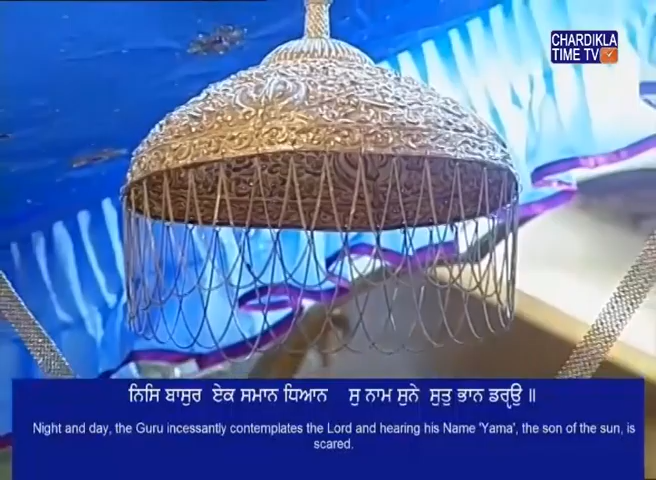 CHARDIKLA
TIME TV
ਨਿਸਿ ਬਾਸੁਰ ਏਕ ਸਮਾਨ ਧਿਆਨ ਸੁ ਨਾਮ ਸੁਨੇ ਸੁਤੁ ਭਾਨ ਡਰੵਉ ॥
Night and day, the Guru incessantly contemplates the Lord and hearing his Name 'Yama', the son of the sun, is
scared.